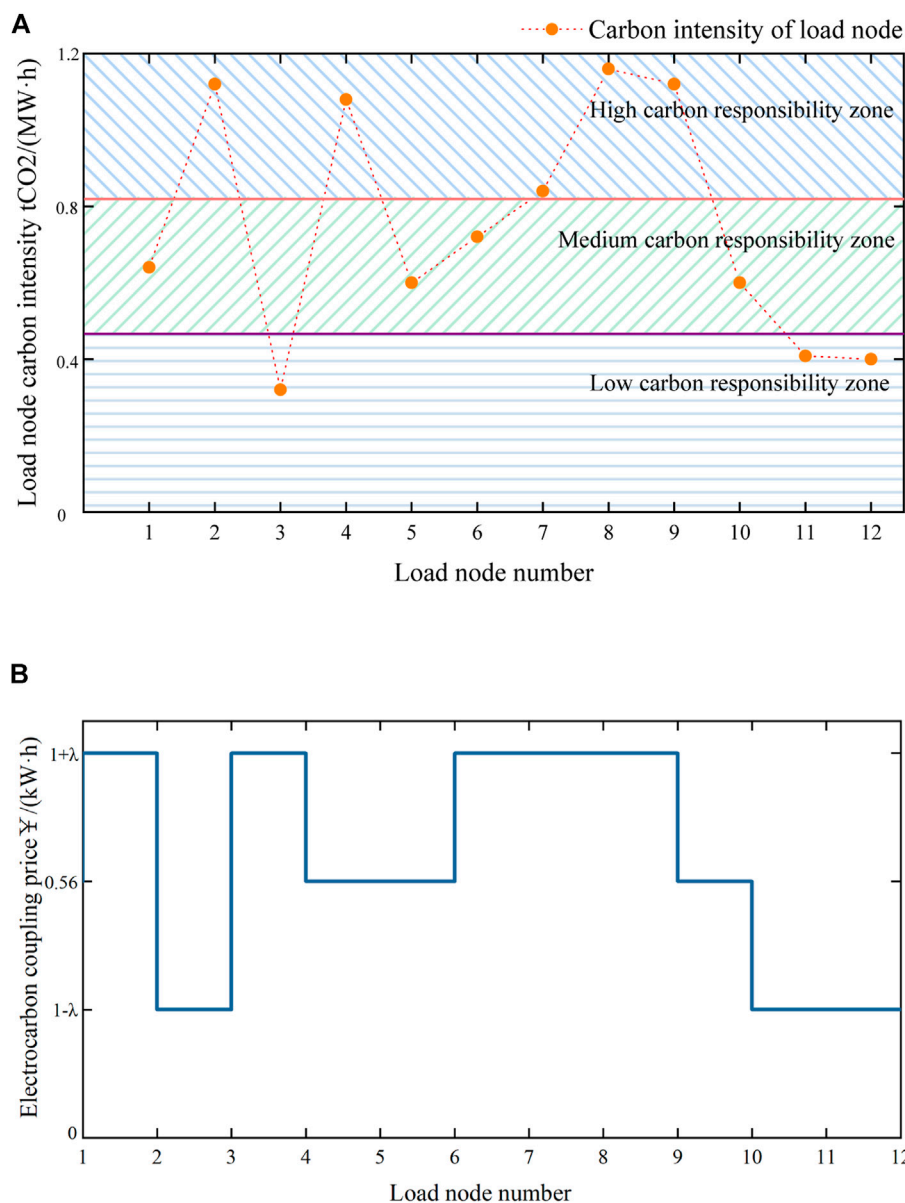 A
Carbon intensity of load node
Load node carbon intensity tCO2/(MW·h)
1.2
0.8
0.4
0
High carbon responsibility zone
Medium carbon responsibility zone
Low carbon responsibility zone
1 2 3 4 5 6 7 8 9 10 11 12
Load node number
B
Electrocarbon coupling price ¥/(kW·h)
1+λ
0.56
1-λ
0
1 2 3 4 5 6 7 8 9 10 11 12
Load node number